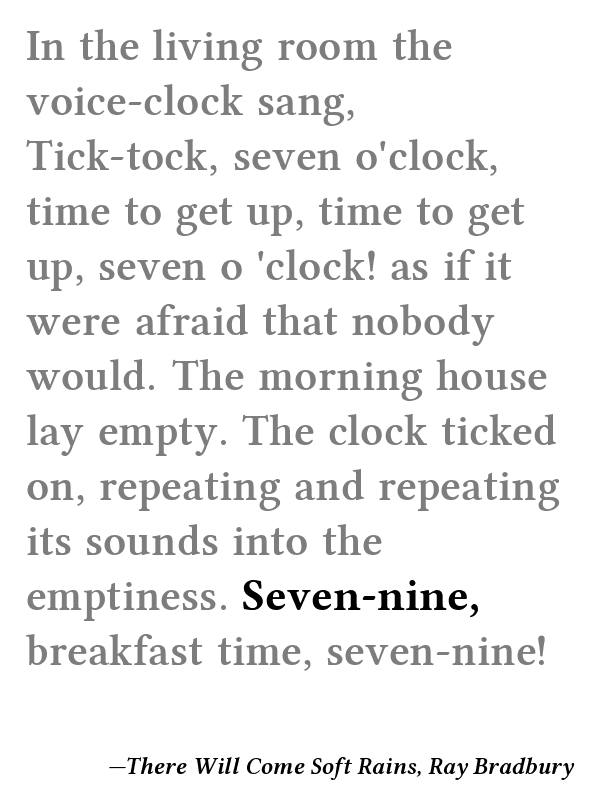 In the living room the
voice-clock sang,
Tick-tock, seven o'clock,
time to get up, time to get
up, seven o 'clock! as if it
were afraid that nobody
would. The morning house
lay empty. The clock ticked
on, repeating and repeating
its sounds into the
emptiness. Seven-nine,
breakfast time, seven-nine!
—There Will Come Soft Rains, Ray Bradbury